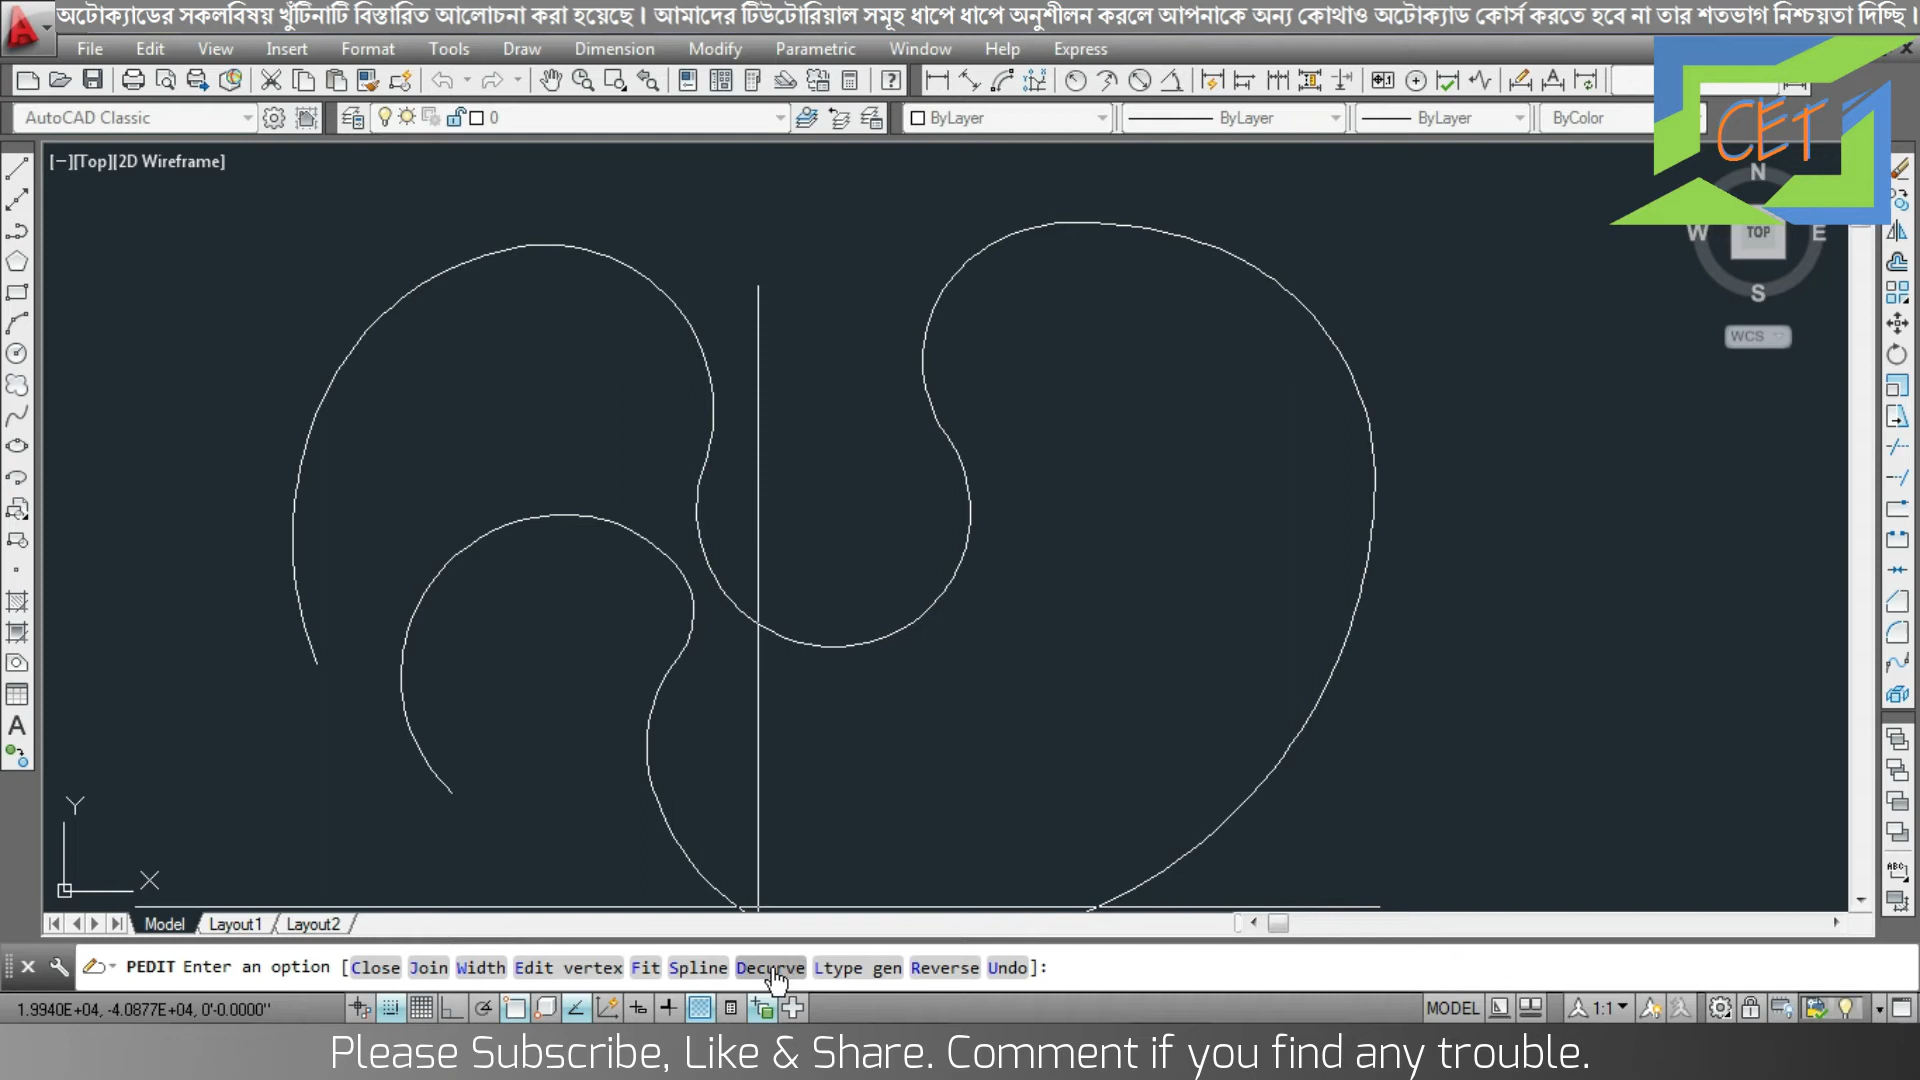 অটোক্যাডের সকলবিষয় খুঁটিনাটি বিস্তারিত আলোচনা করা হয়েছে। আমাদের টিউটোরিয়াল সমূহ ধাপে ধাপে অনুশীলন করলে আপনাকে অন্য কোথাও অটোক্যাড কোর্স করতে হবে না তার শতভাগ নিশ্চয়তা দিচ্ছি।
File Edit View Insert Format Tools Draw Dimension Modify Parametric Window Help Express
AutoCAD Classic 0 ByLayer ByLayer ByLayer ByColor
CET
[−][Top][2D Wireframe]
N
W TOP E
S
WCS
A
Y
X
ABC
Model Layout1 Layout2
PEDIT Enter an option [Close Join Width Edit vertex Fit Spline Decurve Ltype gen Reverse Undo]:
1.9940E+04, -4.0877E+04, 0'-0.0000" MODEL 1:1
Please Subscribe, Like & Share. Comment if you find any trouble.